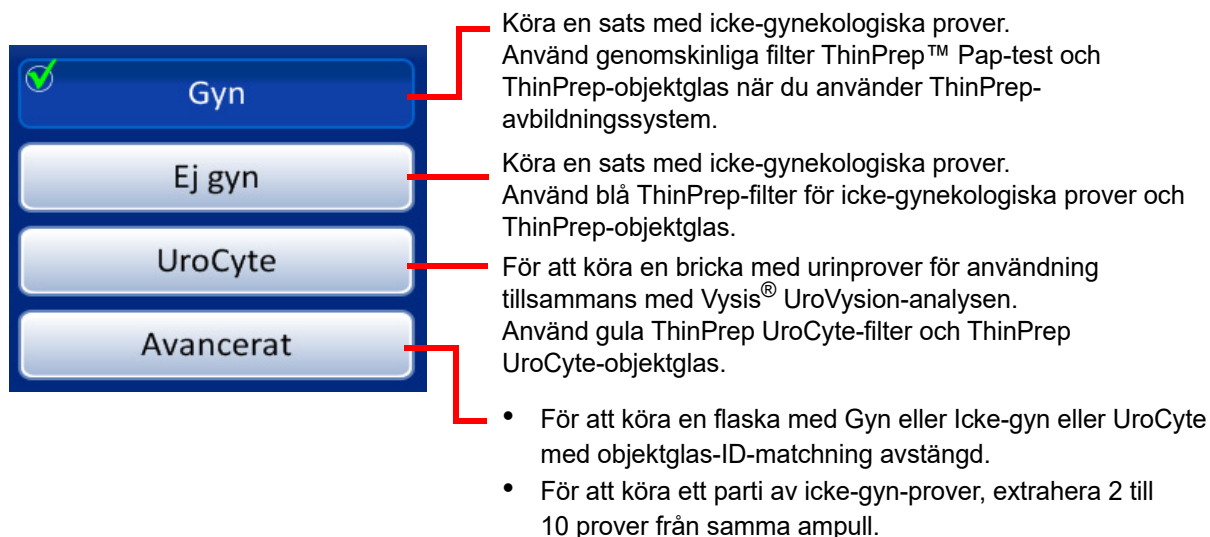 Gyn
Ej gyn
UroCyte
Avancerat
Köra en sats med icke-gynekologiska prover.
Använd genomskinliga filter ThinPrep™ Pap-test och
ThinPrep-objektglas när du använder ThinPrep-
avbildningssystem.
Köra en sats med icke-gynekologiska prover.
Använd blå ThinPrep-filter för icke-gynekologiska prover och
ThinPrep-objektglas.
För att köra en bricka med urinprover för användning
tillsammans med Vysis® UroVysion-analysen.
Använd gula ThinPrep UroCyte-filter och ThinPrep
UroCyte-objektglas.
• För att köra en flaska med Gyn eller Icke-gyn eller UroCyte
med objektglas-ID-matchning avstängd.
• För att köra ett parti av icke-gyn-prover, extrahera 2 till
10 prover från samma ampull.